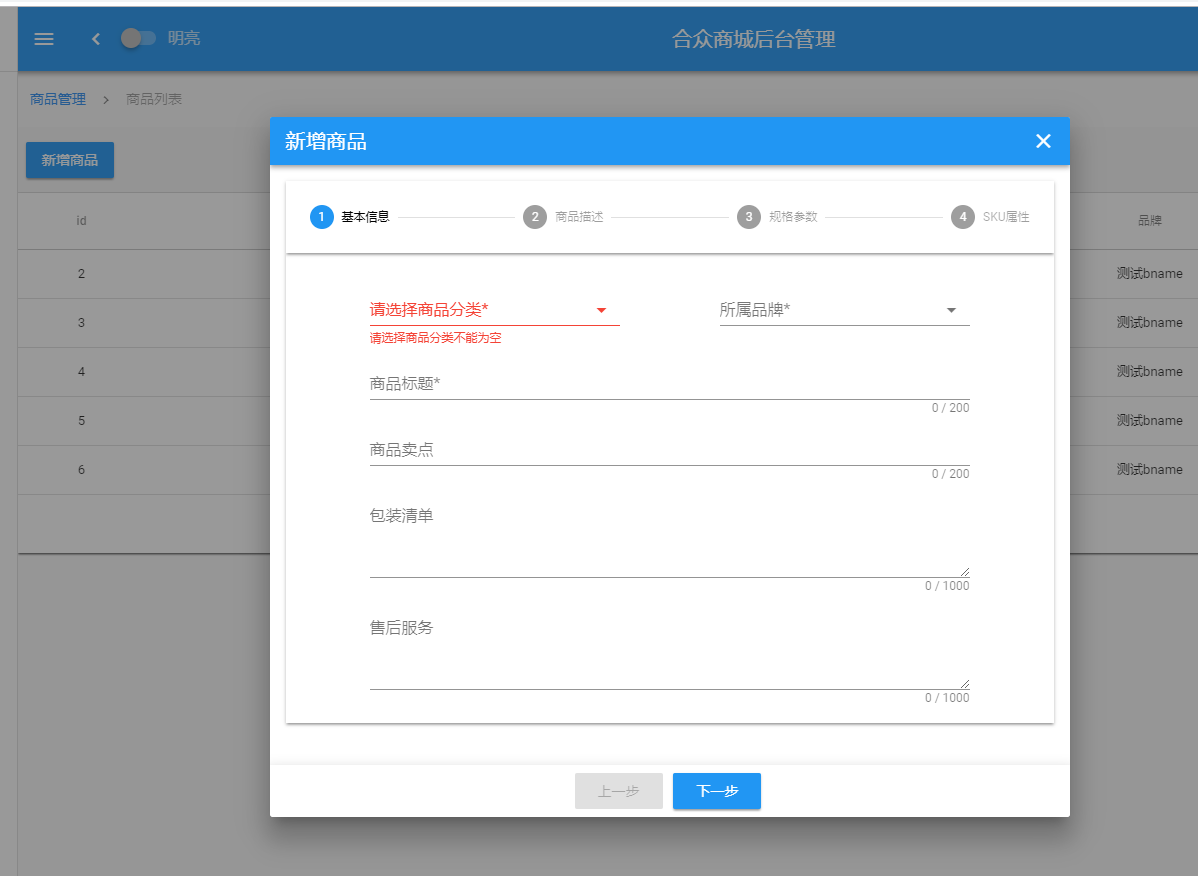 明亮
合众商城后台管理
商品管理 > 商品列表
新增商品
id 品牌
2 测试bname
3 测试bname
4 测试bname
5 测试bname
6 测试bname
新增商品
1 基本信息 2 商品描述 3 规格参数 4 SKU属性
请选择商品分类* 所属品牌*
请选择商品分类不能为空
商品标题*
0 / 200
商品卖点
0 / 200
包装清单
0 / 1000
售后服务
0 / 1000
上一步 下一步